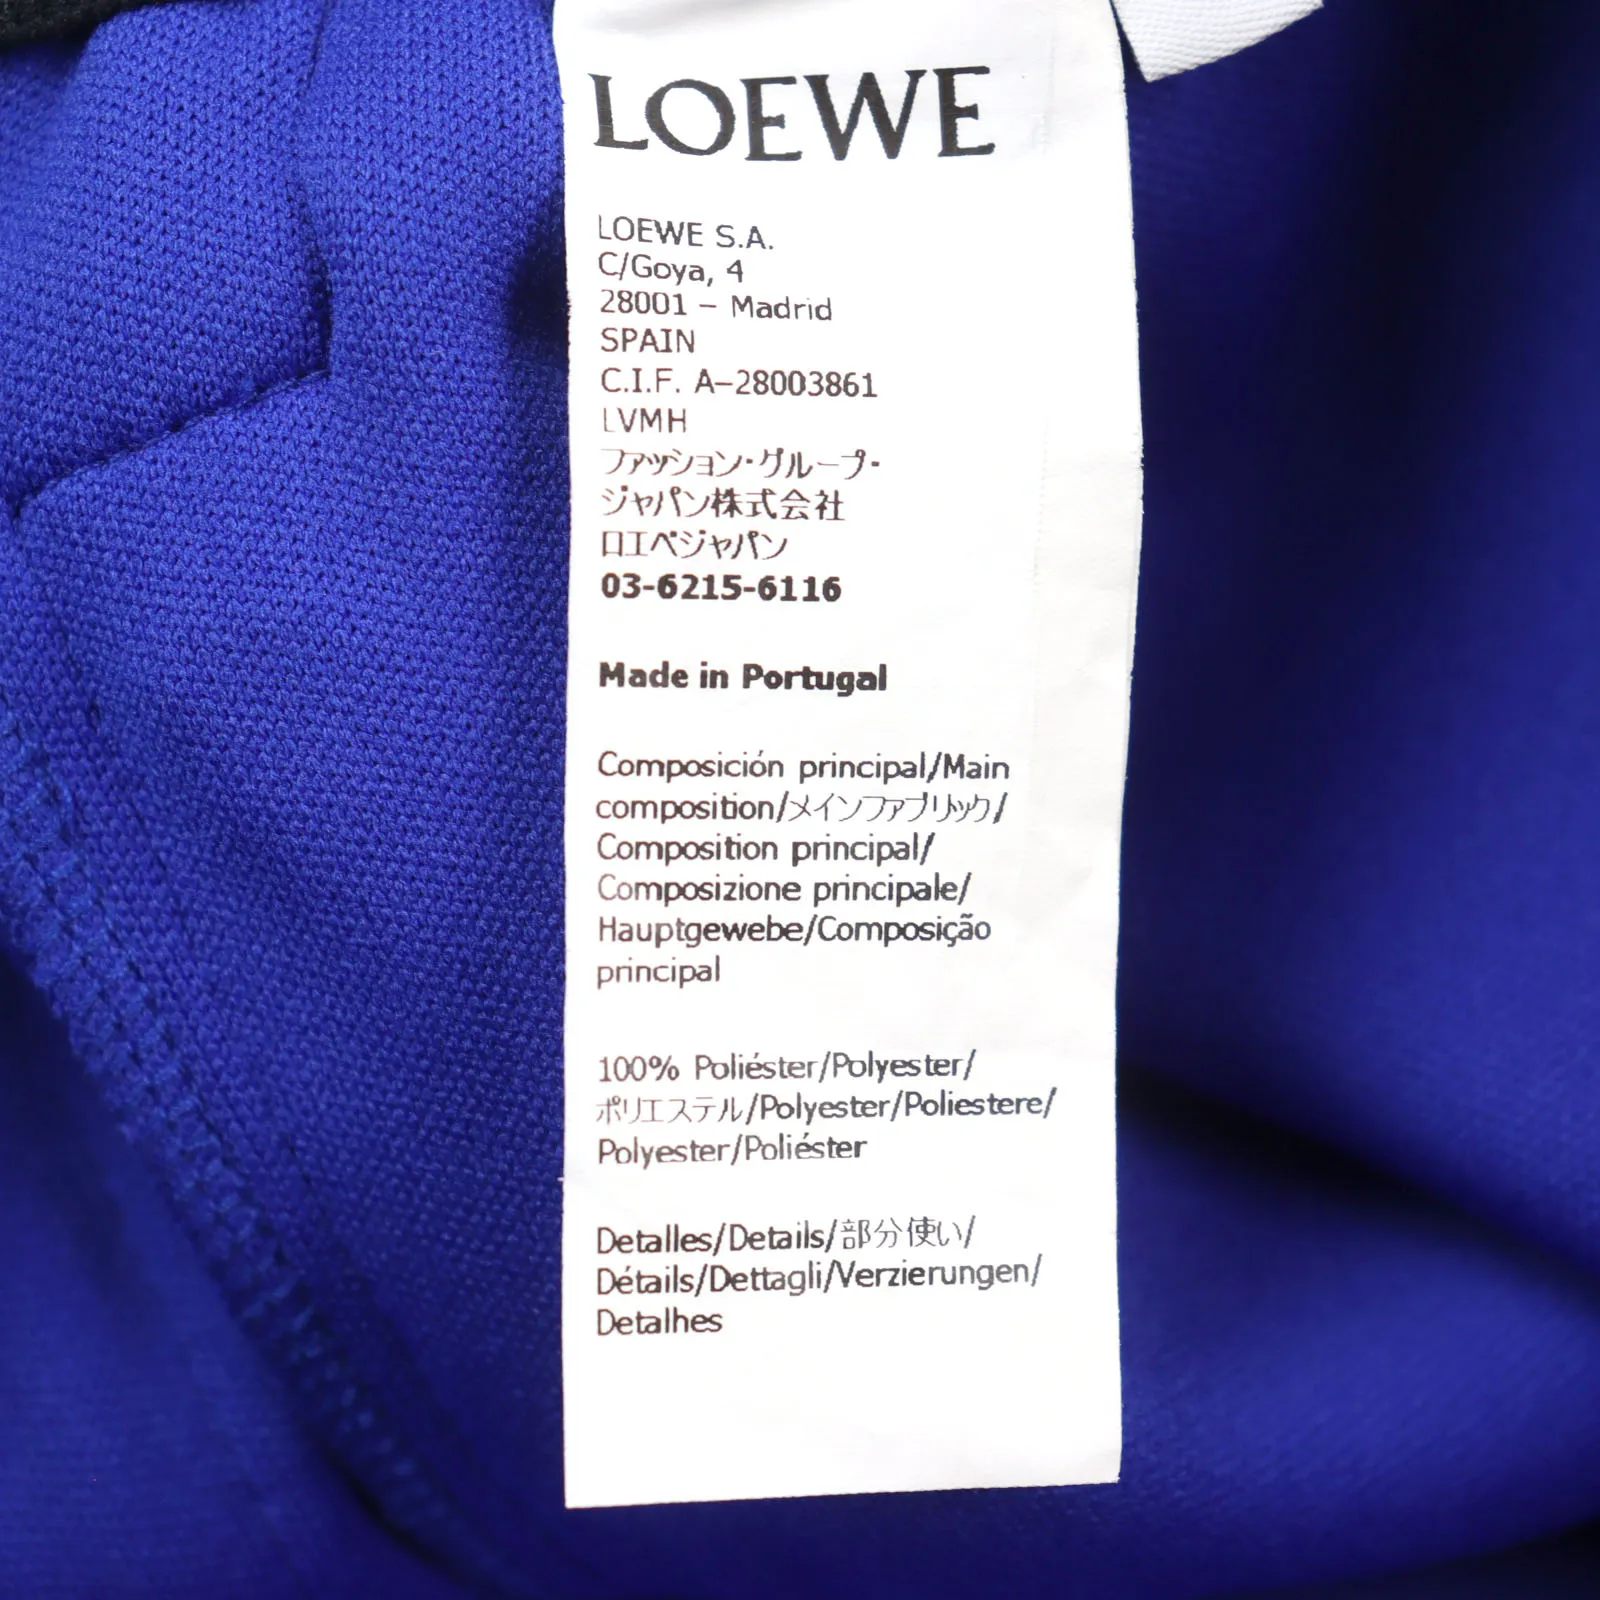 LOEWE
LOEWE S.A.
C/Goya, 4
28001 – Madrid
SPAIN
C.I.F. A–28003861
LVMH
ファッション・グループ・
ジャパン株式会社
ロエベジャパン
03-6215-6116
Made in Portugal
Composición principal/Main
composition/メインファブリック/
Composition principal/
Composizione principale/
Hauptgewebe/Composição
principal
100% Poliéster/Polyester/
ポリエステル/Polyester/Poliestere/
Polyester/Poliéster
Detalles/Details/部分使い/
Détails/Dettagli/Verzierungen/
Detalhes